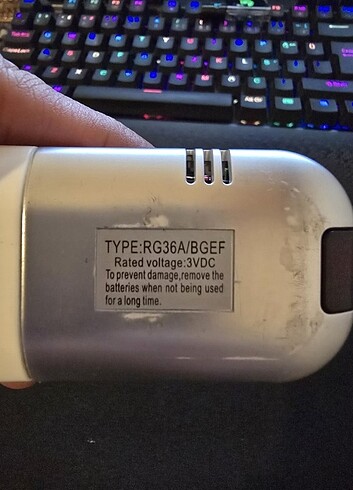 TYPE:RG36A/BGEF
Rated voltage:3VDC
To prevent damage,remove the
batteries when not being used
for a long time.